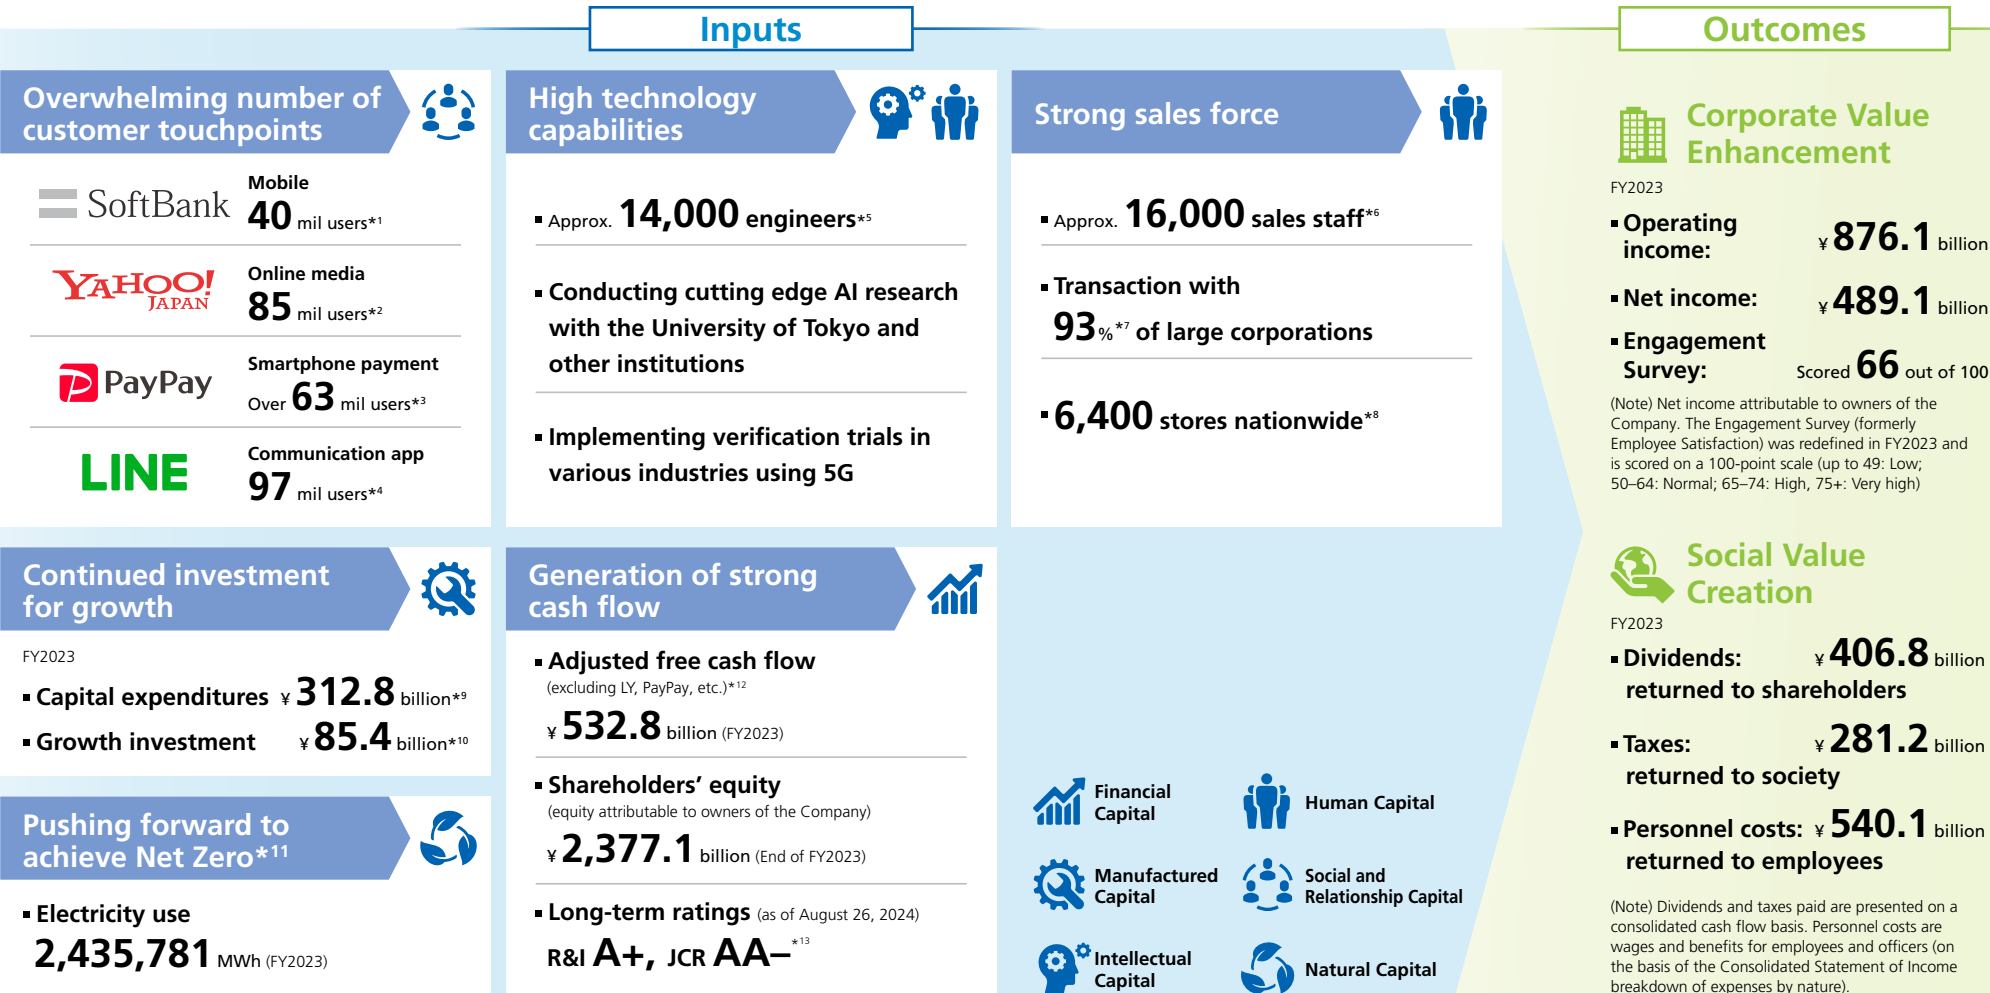 Inputs
Outcomes
Overwhelming number of
customer touchpoints
SoftBank
Mobile
40 mil users*1
YAHOO!
JAPAN
Online media
85 mil users*2
PayPay
Smartphone payment
Over 63 mil users*3
LINE
Communication app
97 mil users*4
High technology
capabilities
▪ Approx. 14,000 engineers*5
▪ Conducting cutting edge AI research
with the University of Tokyo and
other institutions
▪ Implementing verification trials in
various industries using 5G
Strong sales force
▪ Approx. 16,000 sales staff*6
▪ Transaction with
93%*7 of large corporations
▪ 6,400 stores nationwide*8
Continued investment
for growth
FY2023
▪ Capital expenditures ¥ 312.8 billion*9
▪ Growth investment ¥ 85.4 billion*10
Pushing forward to
achieve Net Zero*11
▪ Electricity use
2,435,781 MWh (FY2023)
Generation of strong
cash flow
▪ Adjusted free cash flow
(excluding LY, PayPay, etc.)*12
¥ 532.8 billion (FY2023)
▪ Shareholders’ equity
(equity attributable to owners of the Company)
¥ 2,377.1 billion (End of FY2023)
▪ Long-term ratings (as of August 26, 2024)
R&I A+, JCR AA–*13
Financial
Capital
Human Capital
Manufactured
Capital
Social and
Relationship Capital
Intellectual
Capital
Natural Capital
Corporate Value
Enhancement
FY2023
▪ Operating
income: ¥ 876.1 billion
▪ Net income: ¥ 489.1 billion
▪ Engagement
Survey: Scored 66 out of 100
(Note) Net income attributable to owners of the
Company. The Engagement Survey (formerly
Employee Satisfaction) was redefined in FY2023 and
is scored on a 100-point scale (up to 49: Low;
50–64: Normal; 65–74: High, 75+: Very high)
Social Value
Creation
FY2023
▪ Dividends: ¥ 406.8 billion
returned to shareholders
▪ Taxes: ¥ 281.2 billion
returned to society
▪ Personnel costs: ¥ 540.1 billion
returned to employees
(Note) Dividends and taxes paid are presented on a
consolidated cash flow basis. Personnel costs are
wages and benefits for employees and officers (on
the basis of the Consolidated Statement of Income
breakdown of expenses by nature).